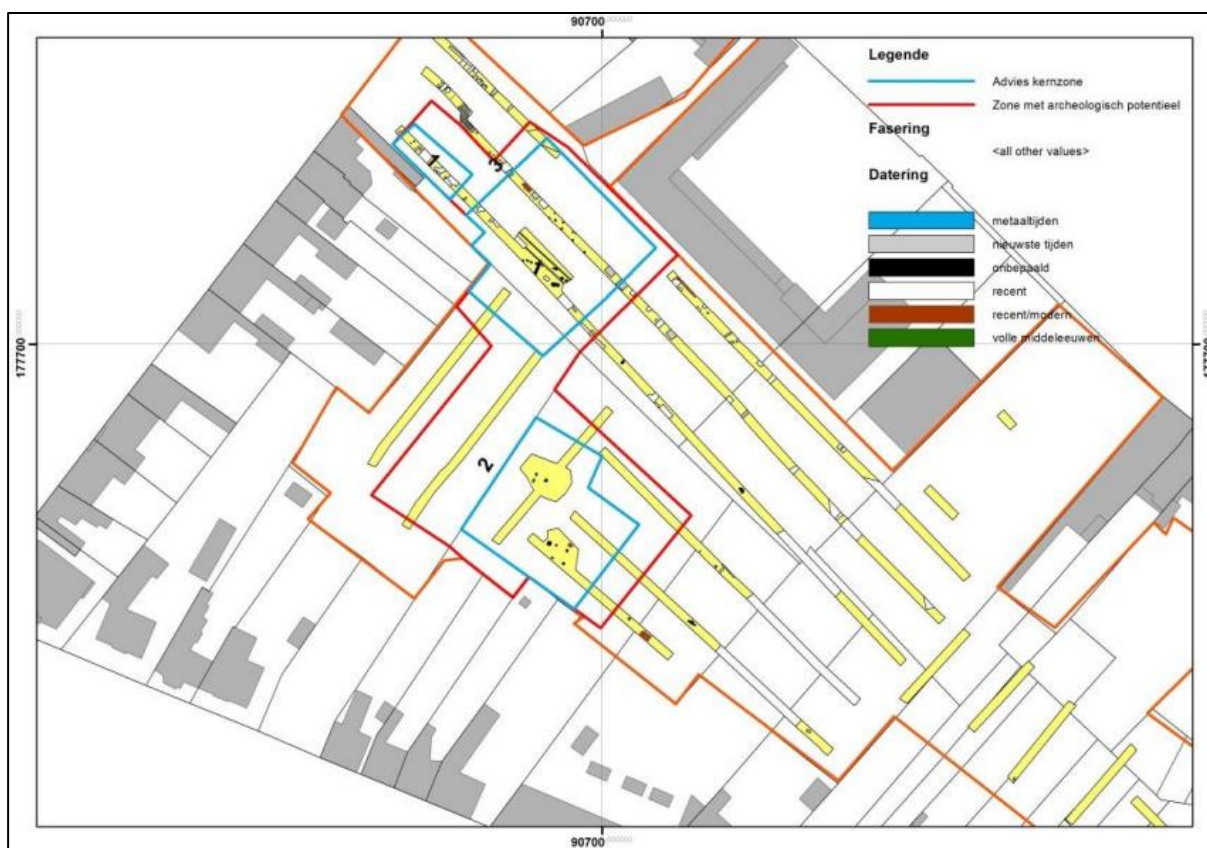 90700
Legende
Advies kernzone
Zone met archeologisch potentieel
Fasering
<all other values>
Datering
metaaltijden
nieuwste tijden
onbepaald
recent
recent/modern
volle middeleeuwen
1
3
1
2
177700
177700
90700